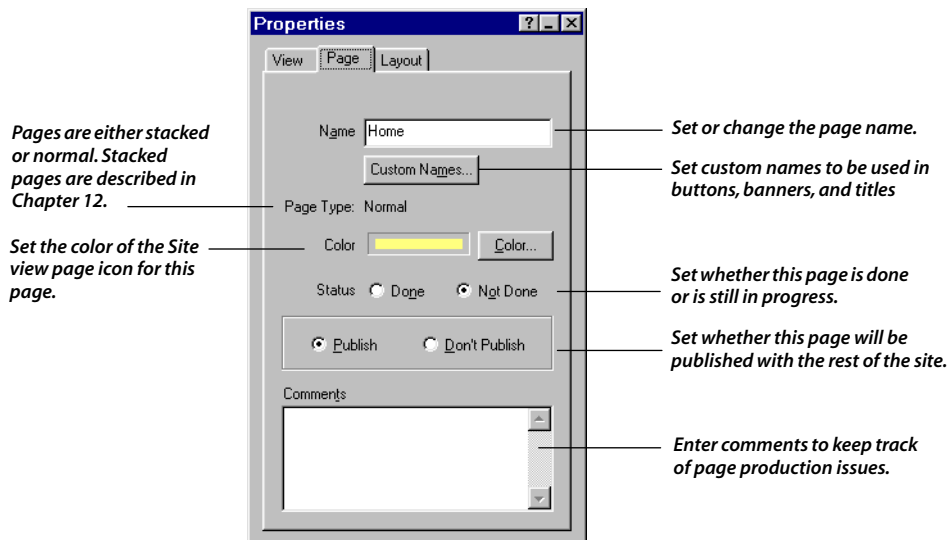 Properties
View Page Layout
Name Home
Set or change the page name.
Pages are either stacked
or normal. Stacked
pages are described in
Chapter 12.
Custom Names...
Set custom names to be used in
buttons, banners, and titles
Page Type: Normal
Set the color of the Site
view page icon for this
page.
Color Color...
Status Done Not Done
Set whether this page is done
or is still in progress.
Publish Don't Publish
Set whether this page will be
published with the rest of the site.
Comments
Enter comments to keep track
of page production issues.